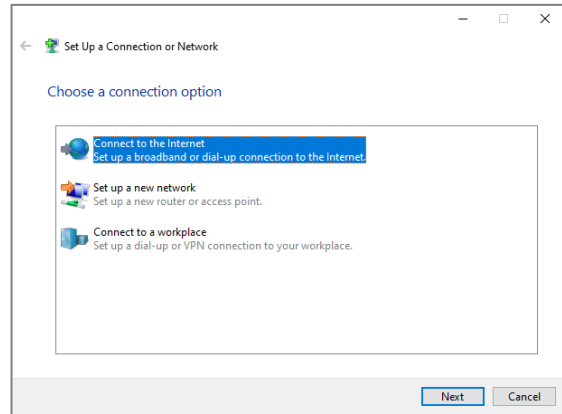 Set Up a Connection or Network
Choose a connection option
Connect to the Internet
Set up a broadband or dial-up connection to the Internet.
Set up a new network
Set up a new router or access point.
Connect to a workplace
Set up a dial-up or VPN connection to your workplace.
Next Cancel